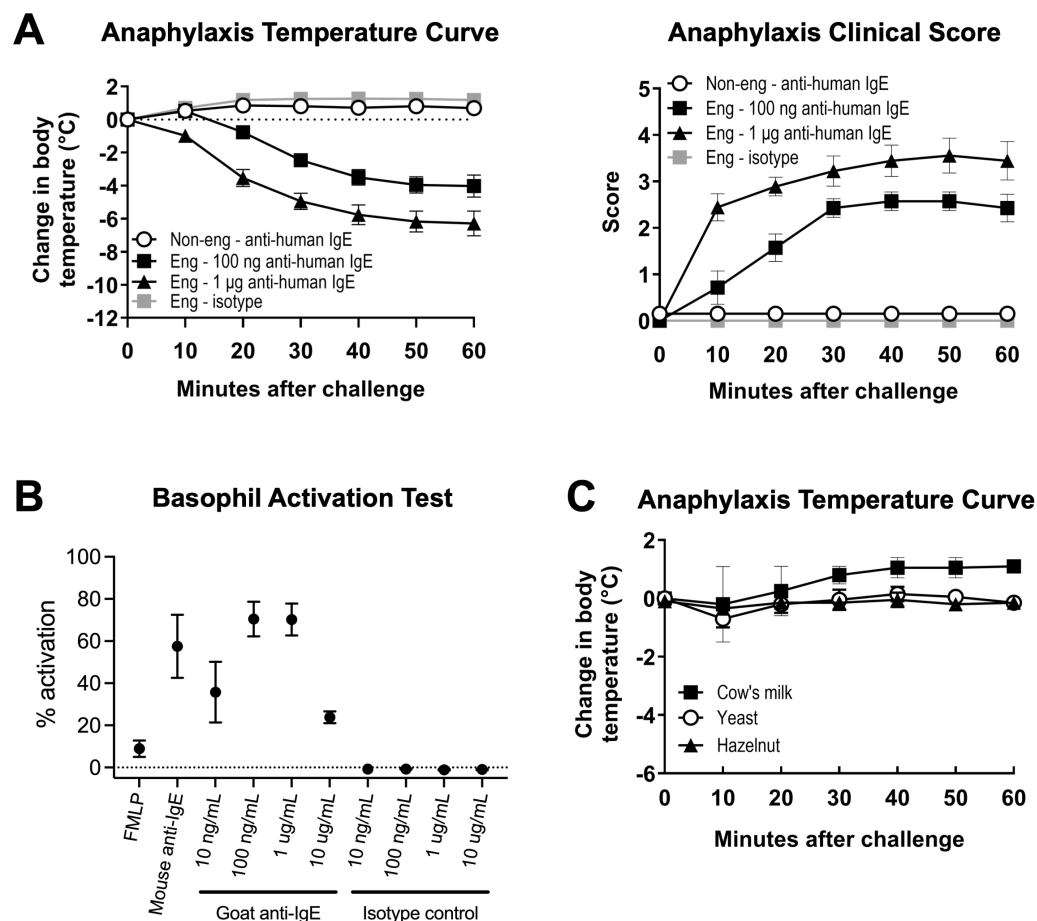 A
Anaphylaxis Temperature Curve
Change in body
temperature (°C)
2
0
-2
-4
-6
-8
-10
-12
Non-eng - anti-human IgE
Eng - 100 ng anti-human IgE
Eng - 1 µg anti-human IgE
Eng - isotype
0 10 20 30 40 50 60
Minutes after challenge
Anaphylaxis Clinical Score
Score
5
4
3
2
1
0
Non-eng - anti-human IgE
Eng - 100 ng anti-human IgE
Eng - 1 µg anti-human IgE
Eng - isotype
0 10 20 30 40 50 60
Minutes after challenge
B
Basophil Activation Test
% activation
100
80
60
40
20
0
FMLP
Mouse anti-IgE
10 ng/mL
100 ng/mL
1 ug/mL
10 ug/mL
10 ng/mL
100 ng/mL
1 ug/mL
10 ug/mL
Goat anti-IgE
Isotype control
C
Anaphylaxis Temperature Curve
Change in body
temperature (°C)
2
0
-2
-4
-6
Cow's milk
Yeast
Hazelnut
0 10 20 30 40 50 60
Minutes after challenge